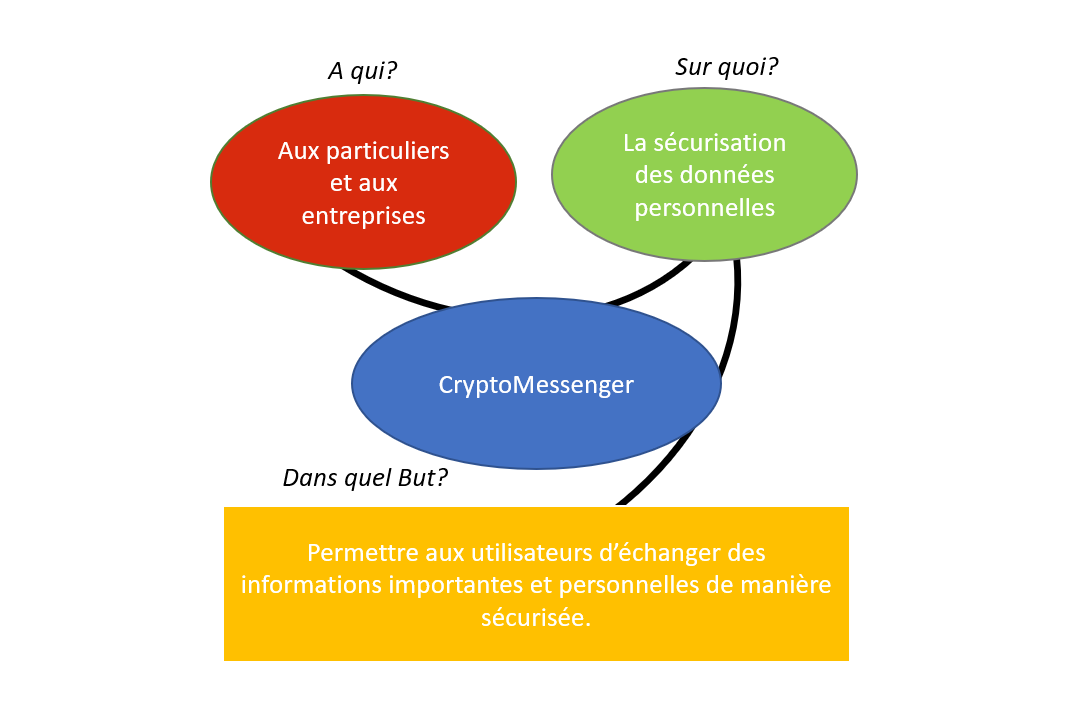 A qui?
Sur quoi?
Aux particuliers
et aux
entreprises
La sécurisation
des données
personnelles
CryptoMessenger
Dans quel But?
Permettre aux utilisateurs d’échanger des
informations importantes et personnelles de manière
sécurisée.